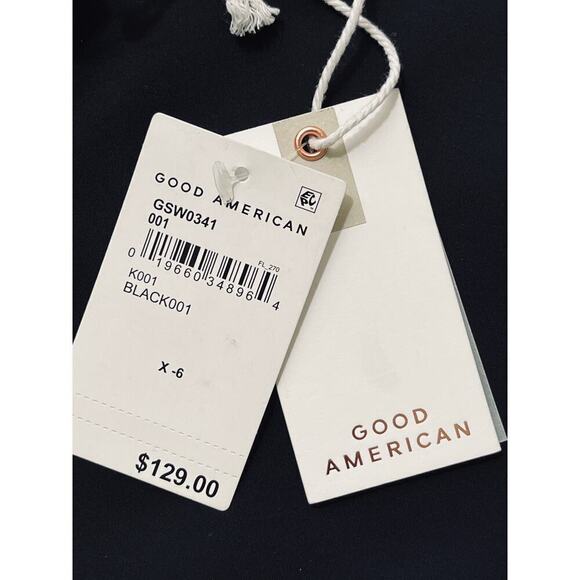 GOOD AMERICAN
GSW0341
001
FL_270
0 19660 34896 4
K001
BLACK001
X -6
$129.00
GOOD
AMERICAN